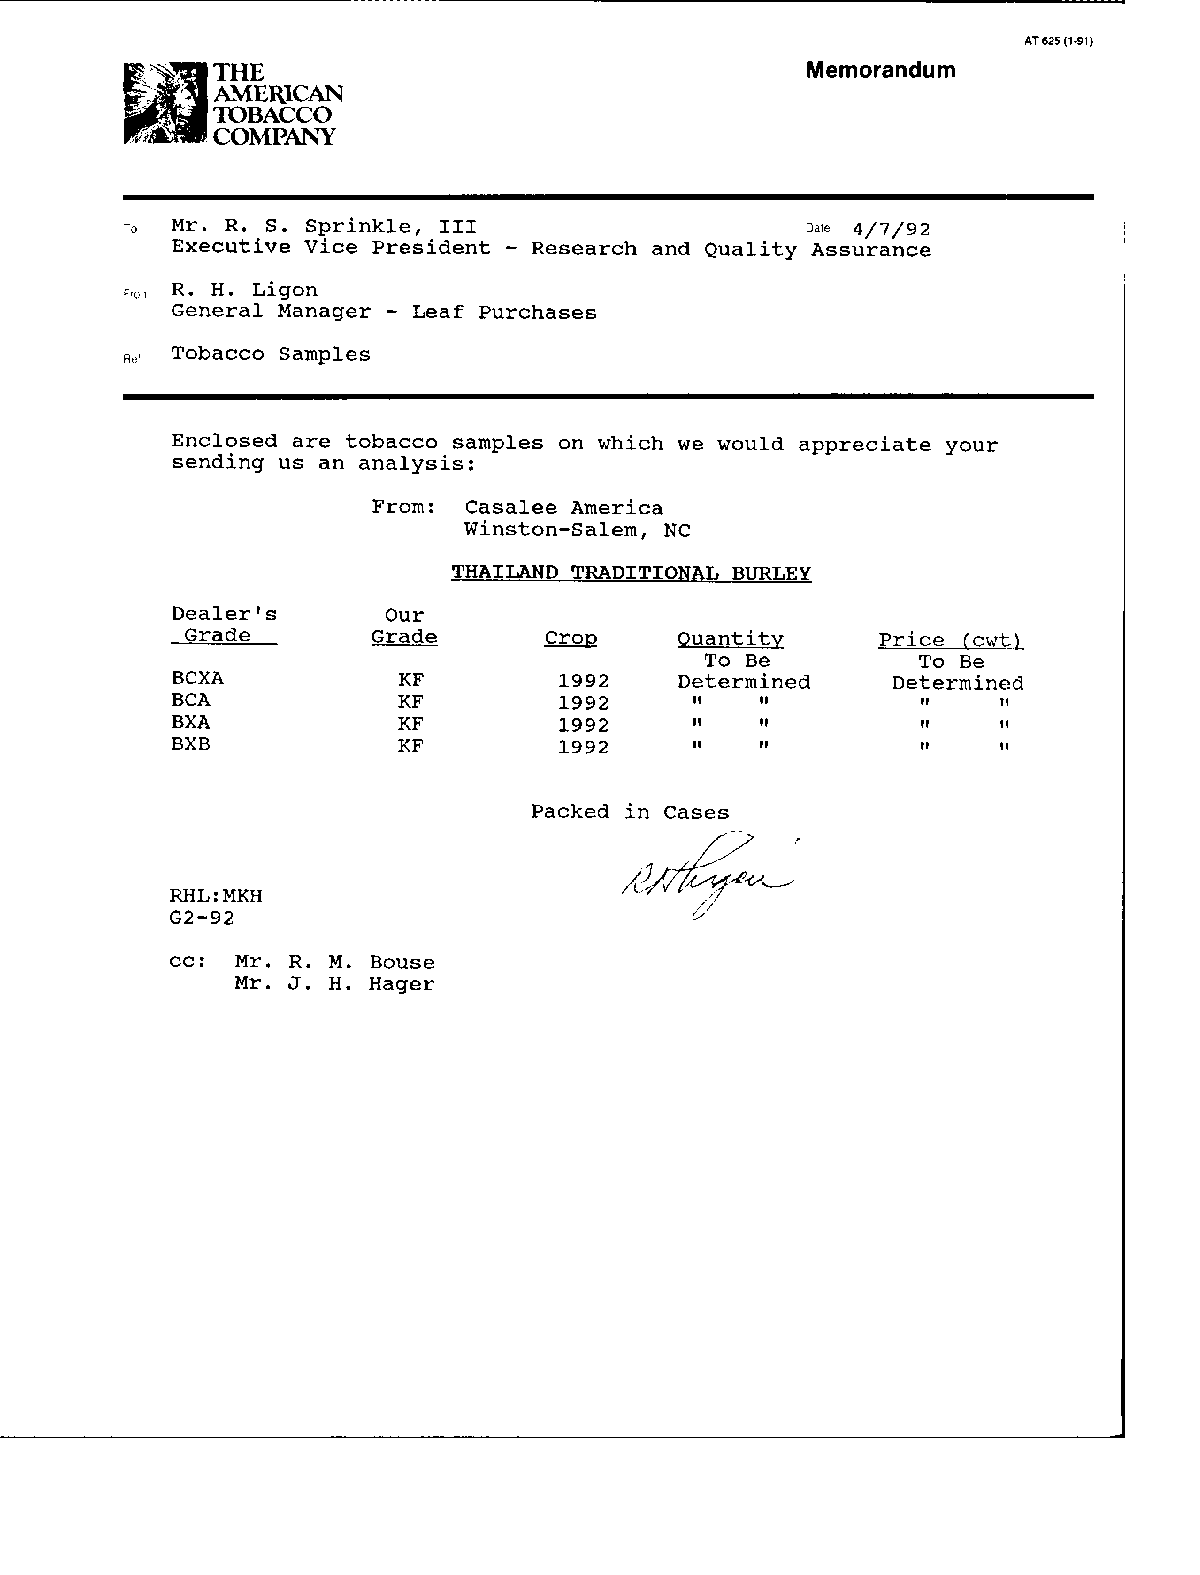 AT 625 (1-91)
THE
AMERICAN
TOBACCO
COMPANY
Memorandum
To Mr. R. S. Sprinkle, III Date 4/7/92
Executive Vice President - Research and Quality Assurance
From R. H. Ligon
General Manager - Leaf Purchases
Re: Tobacco Samples
Enclosed are tobacco samples on which we would appreciate your
sending us an analysis:
From: Casalee America
Winston-Salem, NC
THAILAND TRADITIONAL BURLEY
Dealer's Our
Grade Grade Crop Quantity Price (cwt)
To Be To Be
BCXA KF 1992 Determined Determined
BCA KF 1992 " " " "
BXA KF 1992 " " " "
BXB KF 1992 " " " "
Packed in Cases
RHLigon
RHL:MKH
G2-92
cc: Mr. R. M. Bouse
Mr. J. H. Hager